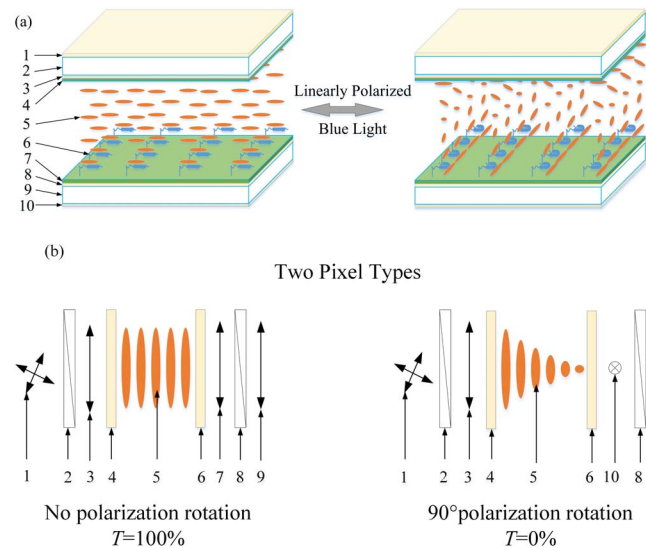 (a)
1
2
3
4
5
6
7
8
9
10
Linearly Polarized
Blue Light
(b)
Two Pixel Types
1 2 3 4 5 6 7 8 9
1 2 3 4 5 6 10 8
No polarization rotation
T=100%
90°polarization rotation
T=0%